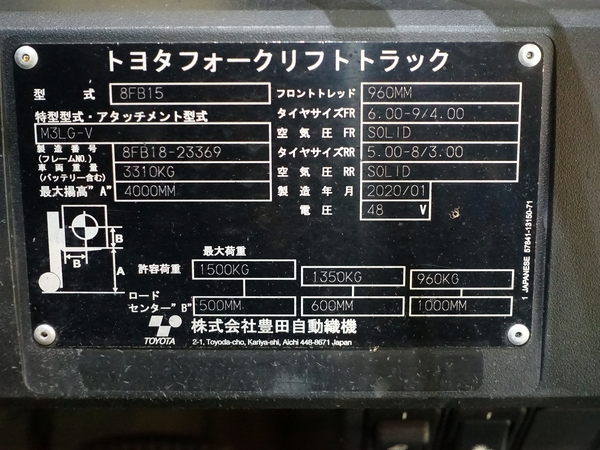 トヨタフォークリフトトラック
型式 8FB15
特型型式・アタッチメント型式
M3LG-V
製造番号(フレームNO.) 8FB18-23369
車両重量(バッテリー含む) 3310KG
最大揚高"A" 4000MM
フロントトレッド 960MM
タイヤサイズFR 6.00-9/4.00
空気圧FR SOLID
タイヤサイズRR 5.00-8/3.00
空気圧RR SOLID
製造年月 2020/01
電圧 48 V
B
B
A
最大荷重
許容荷重 1500KG 1350KG 960KG
ロードセンター"B" 500MM 600MM 1000MM
TOYOTA
株式会社豊田自動織機
2-1, Toyoda-cho, Kariya-shi, Aichi 448-8671 Japan
1 JAPANESE 57841-13150-71